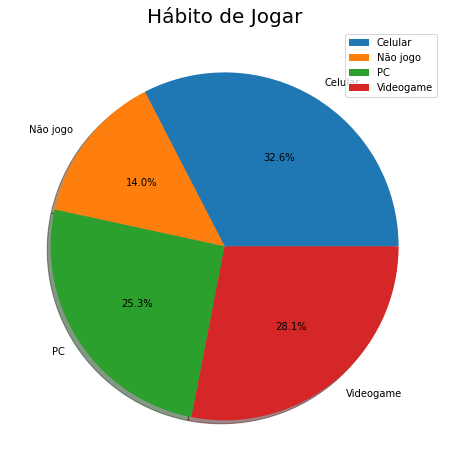 Hábito de Jogar
Celular
Não jogo
PC
Videogame
Celular
Não jogo
32.6%
14.0%
25.3%
28.1%
PC
Videogame